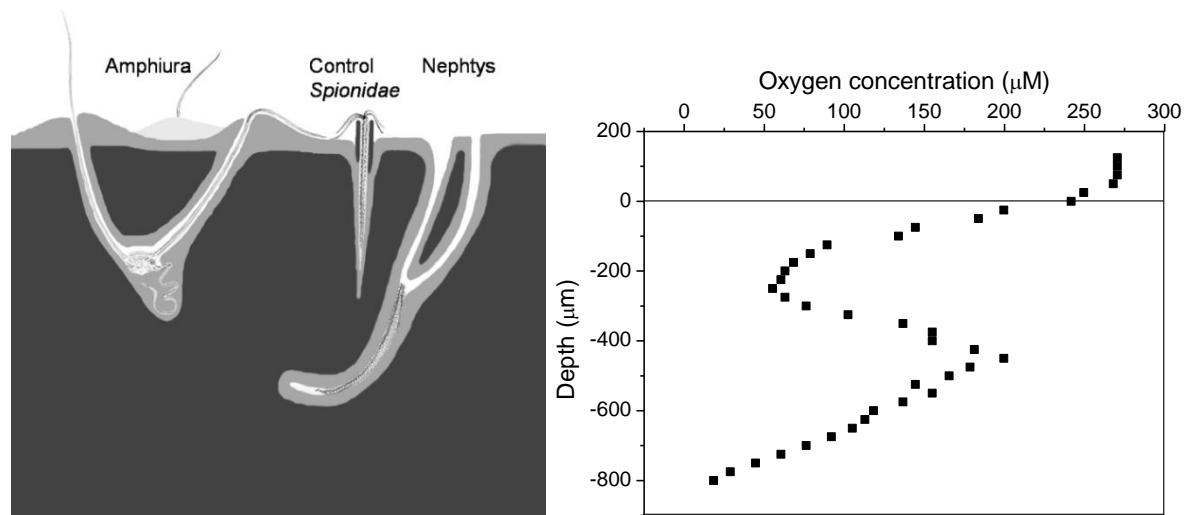 Amphiura
Control
Spionidae
Nephtys
Oxygen concentration (μM)
0 50 100 150 200 250 300
200
0
-200
-400
-600
-800
Depth (μm)